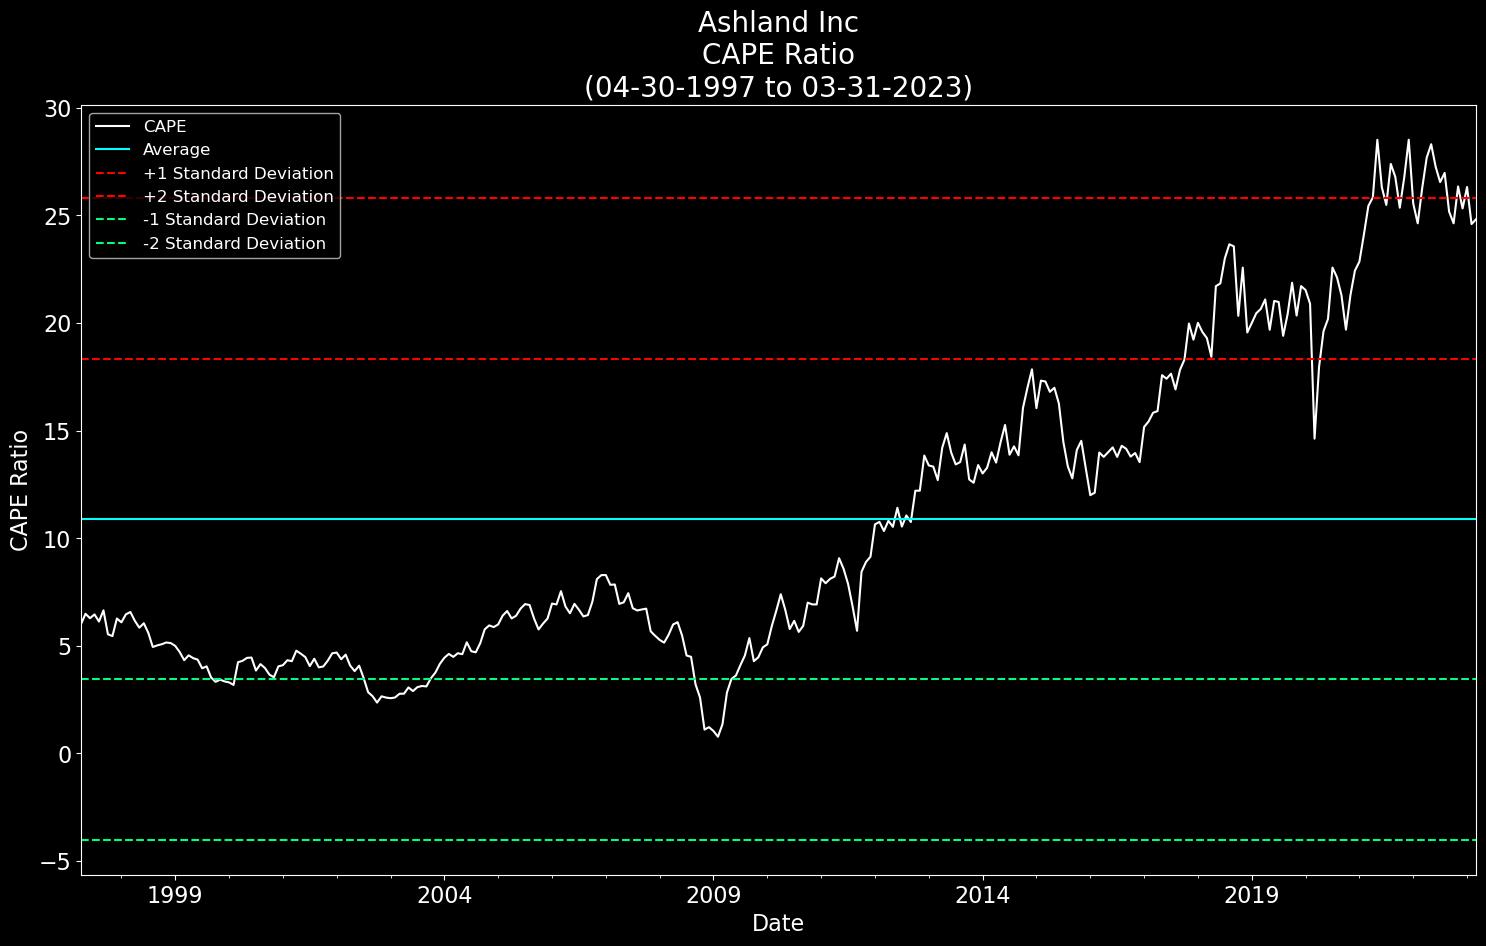 Ashland Inc
CAPE Ratio
(04-30-1997 to 03-31-2023)
30
25
20
15
10
5
0
−5
CAPE Ratio
CAPE
Average
+1 Standard Deviation
+2 Standard Deviation
-1 Standard Deviation
-2 Standard Deviation
1999
2004
2009
2014
2019
Date